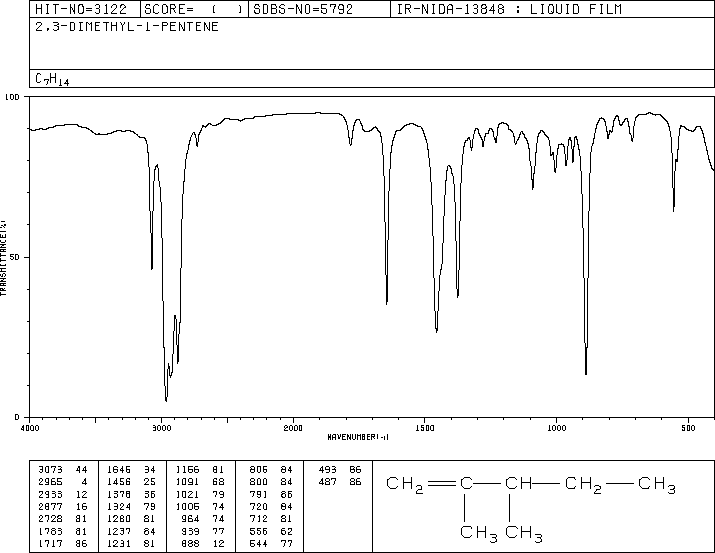 HIT-NO=3122 SCORE= ( ) SDBS-NO=5792 IR-NIDA-13848 : LIQUID FILM
2,3-DIMETHYL-1-PENTENE
C7H14
100
50
0
TRANSMITTANCE(%)
4000 3000 2000 1500 1000 500
WAVENUMBER(-1)
3073 44 1646 34 1156 81 806 84 493 86
2965 4 1456 25 1091 68 800 84 487 86
2933 12 1378 36 1021 79 791 86
2877 16 1324 79 1006 74 720 84
2728 81 1280 81 964 74 712 81
1783 81 1237 84 939 77 556 62
1717 86 1231 81 888 12 544 77
CH2 C CH CH2 CH3
CH3 CH3